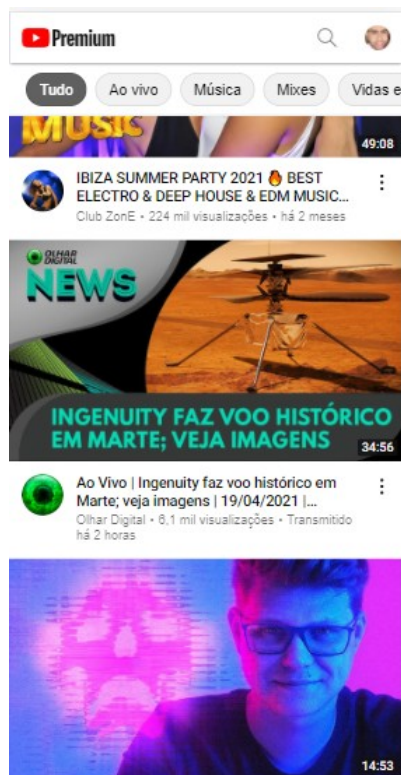 Premium
Tudo
Ao vivo
Música
Mixes
Vidas e
MUSIC
49:08
IBIZA SUMMER PARTY 2021 🔥 BEST
ELECTRO & DEEP HOUSE & EDM MUSIC...
Club ZonE • 224 mil visualizações • há 2 meses
OLHAR
DIGITAL
NEWS
INGENUITY FAZ VOO HISTÓRICO
EM MARTE; VEJA IMAGENS
34:56
Ao Vivo | Ingenuity faz voo histórico em
Marte; veja imagens | 19/04/2021 |...
Olhar Digital • 6,1 mil visualizações • Transmitido
há 2 horas
14:53